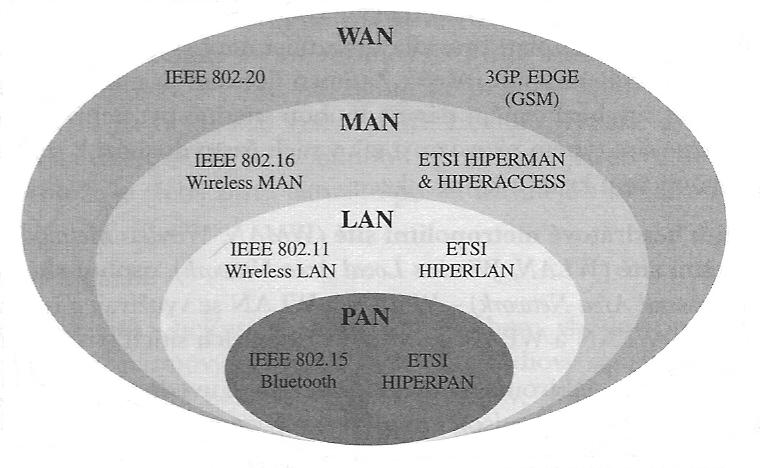 WAN
IEEE 802.20 3GP, EDGE
(GSM)
MAN
IEEE 802.16 ETSI HIPERMAN
Wireless MAN & HIPERACCESS
LAN
IEEE 802.11 ETSI
Wireless LAN HIPERLAN
PAN
IEEE 802.15 ETSI
Bluetooth HIPERPAN